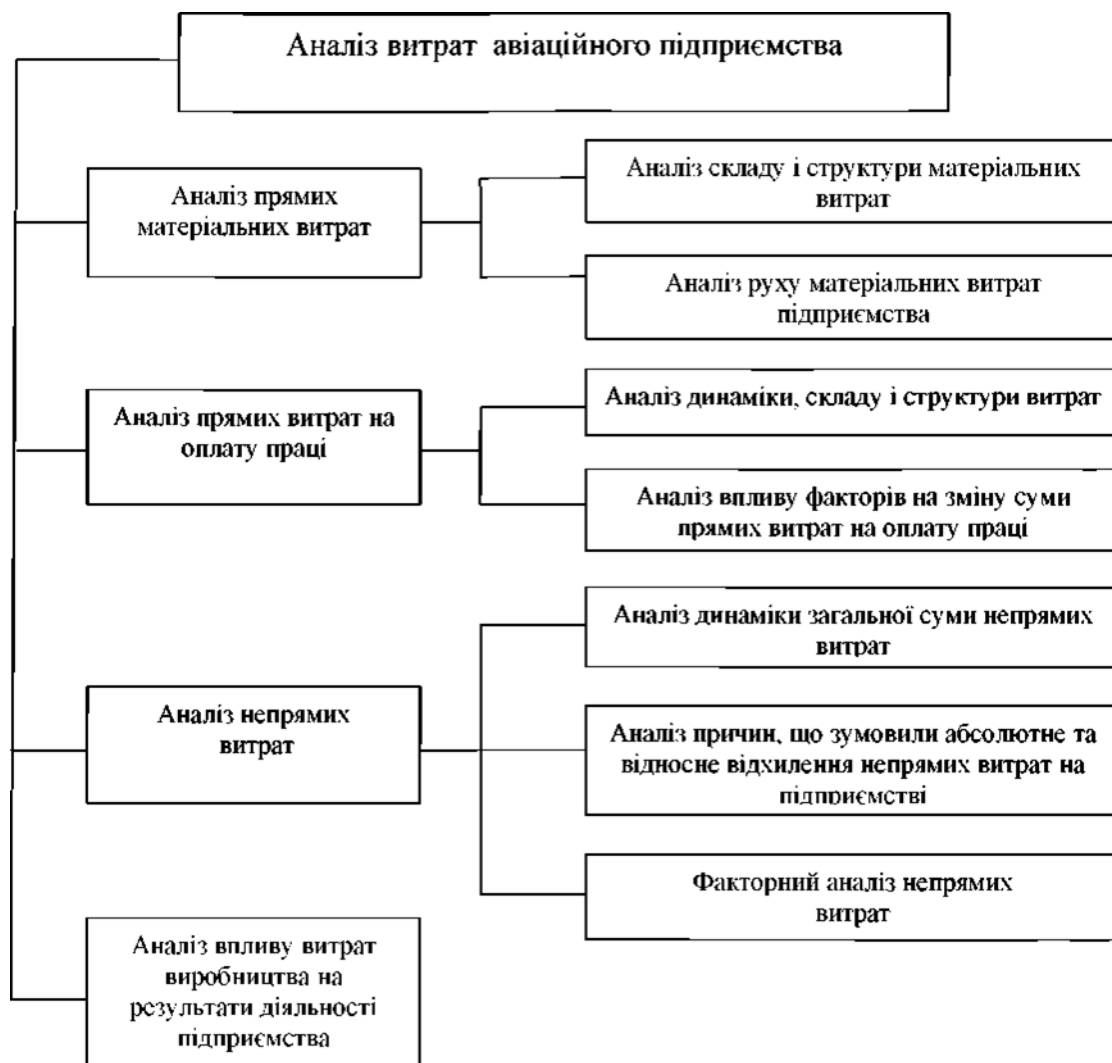 Аналіз витрат авіаційного підприємства
Аналіз прямих
матеріальних витрат
Аналіз складу і структури матеріальних
витрат
Аналіз руху матеріальних витрат
підприємства
Аналіз прямих витрат на
оплату праці
Аналіз динаміки, складу і структури витрат
Аналіз впливу факторів на зміну суми
прямих витрат на оплату праці
Аналіз непрямих
витрат
Аналіз динаміки загальної суми непрямих
витрат
Аналіз причин, що зумовили абсолютне та
відносне відхилення непрямих витрат на
підприємстві
Факторний аналіз непрямих
витрат
Аналіз впливу витрат
виробництва на
результати діяльності
підприємства